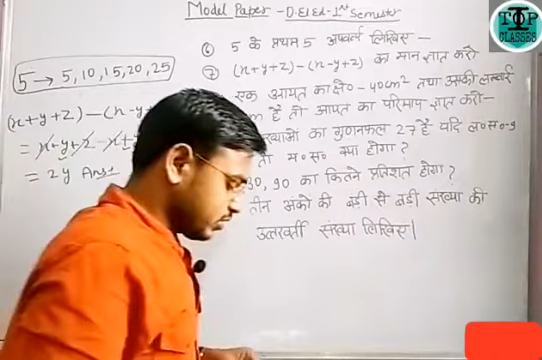 Model Paper - D.El.Ed - 1st Semester
TOP
CLASSES
⑥ 5 के प्रथम 5 अपवर्त्य लिखिए -
5 → 5, 10, 15, 20, 25
⑦ (x+y+z) - (x-y+z) का मान ज्ञात करो
एक आयत का क्षे० - 40cm² तथा उसकी लम्बाई
(x+y+z) - (x-y+
m है तो आयत का परिमाप ज्ञात करो -
= x+y+z - x+
का गुणनफल 27 है यदि ल०स०-9
= 2y Ans
तो म०स० क्या होगा?
30, 90 का कितने प्रतिशत होगा?
तीन अंकों की बड़ी से बड़ी संख्या की
उत्तरवर्ती संख्या लिखिए।